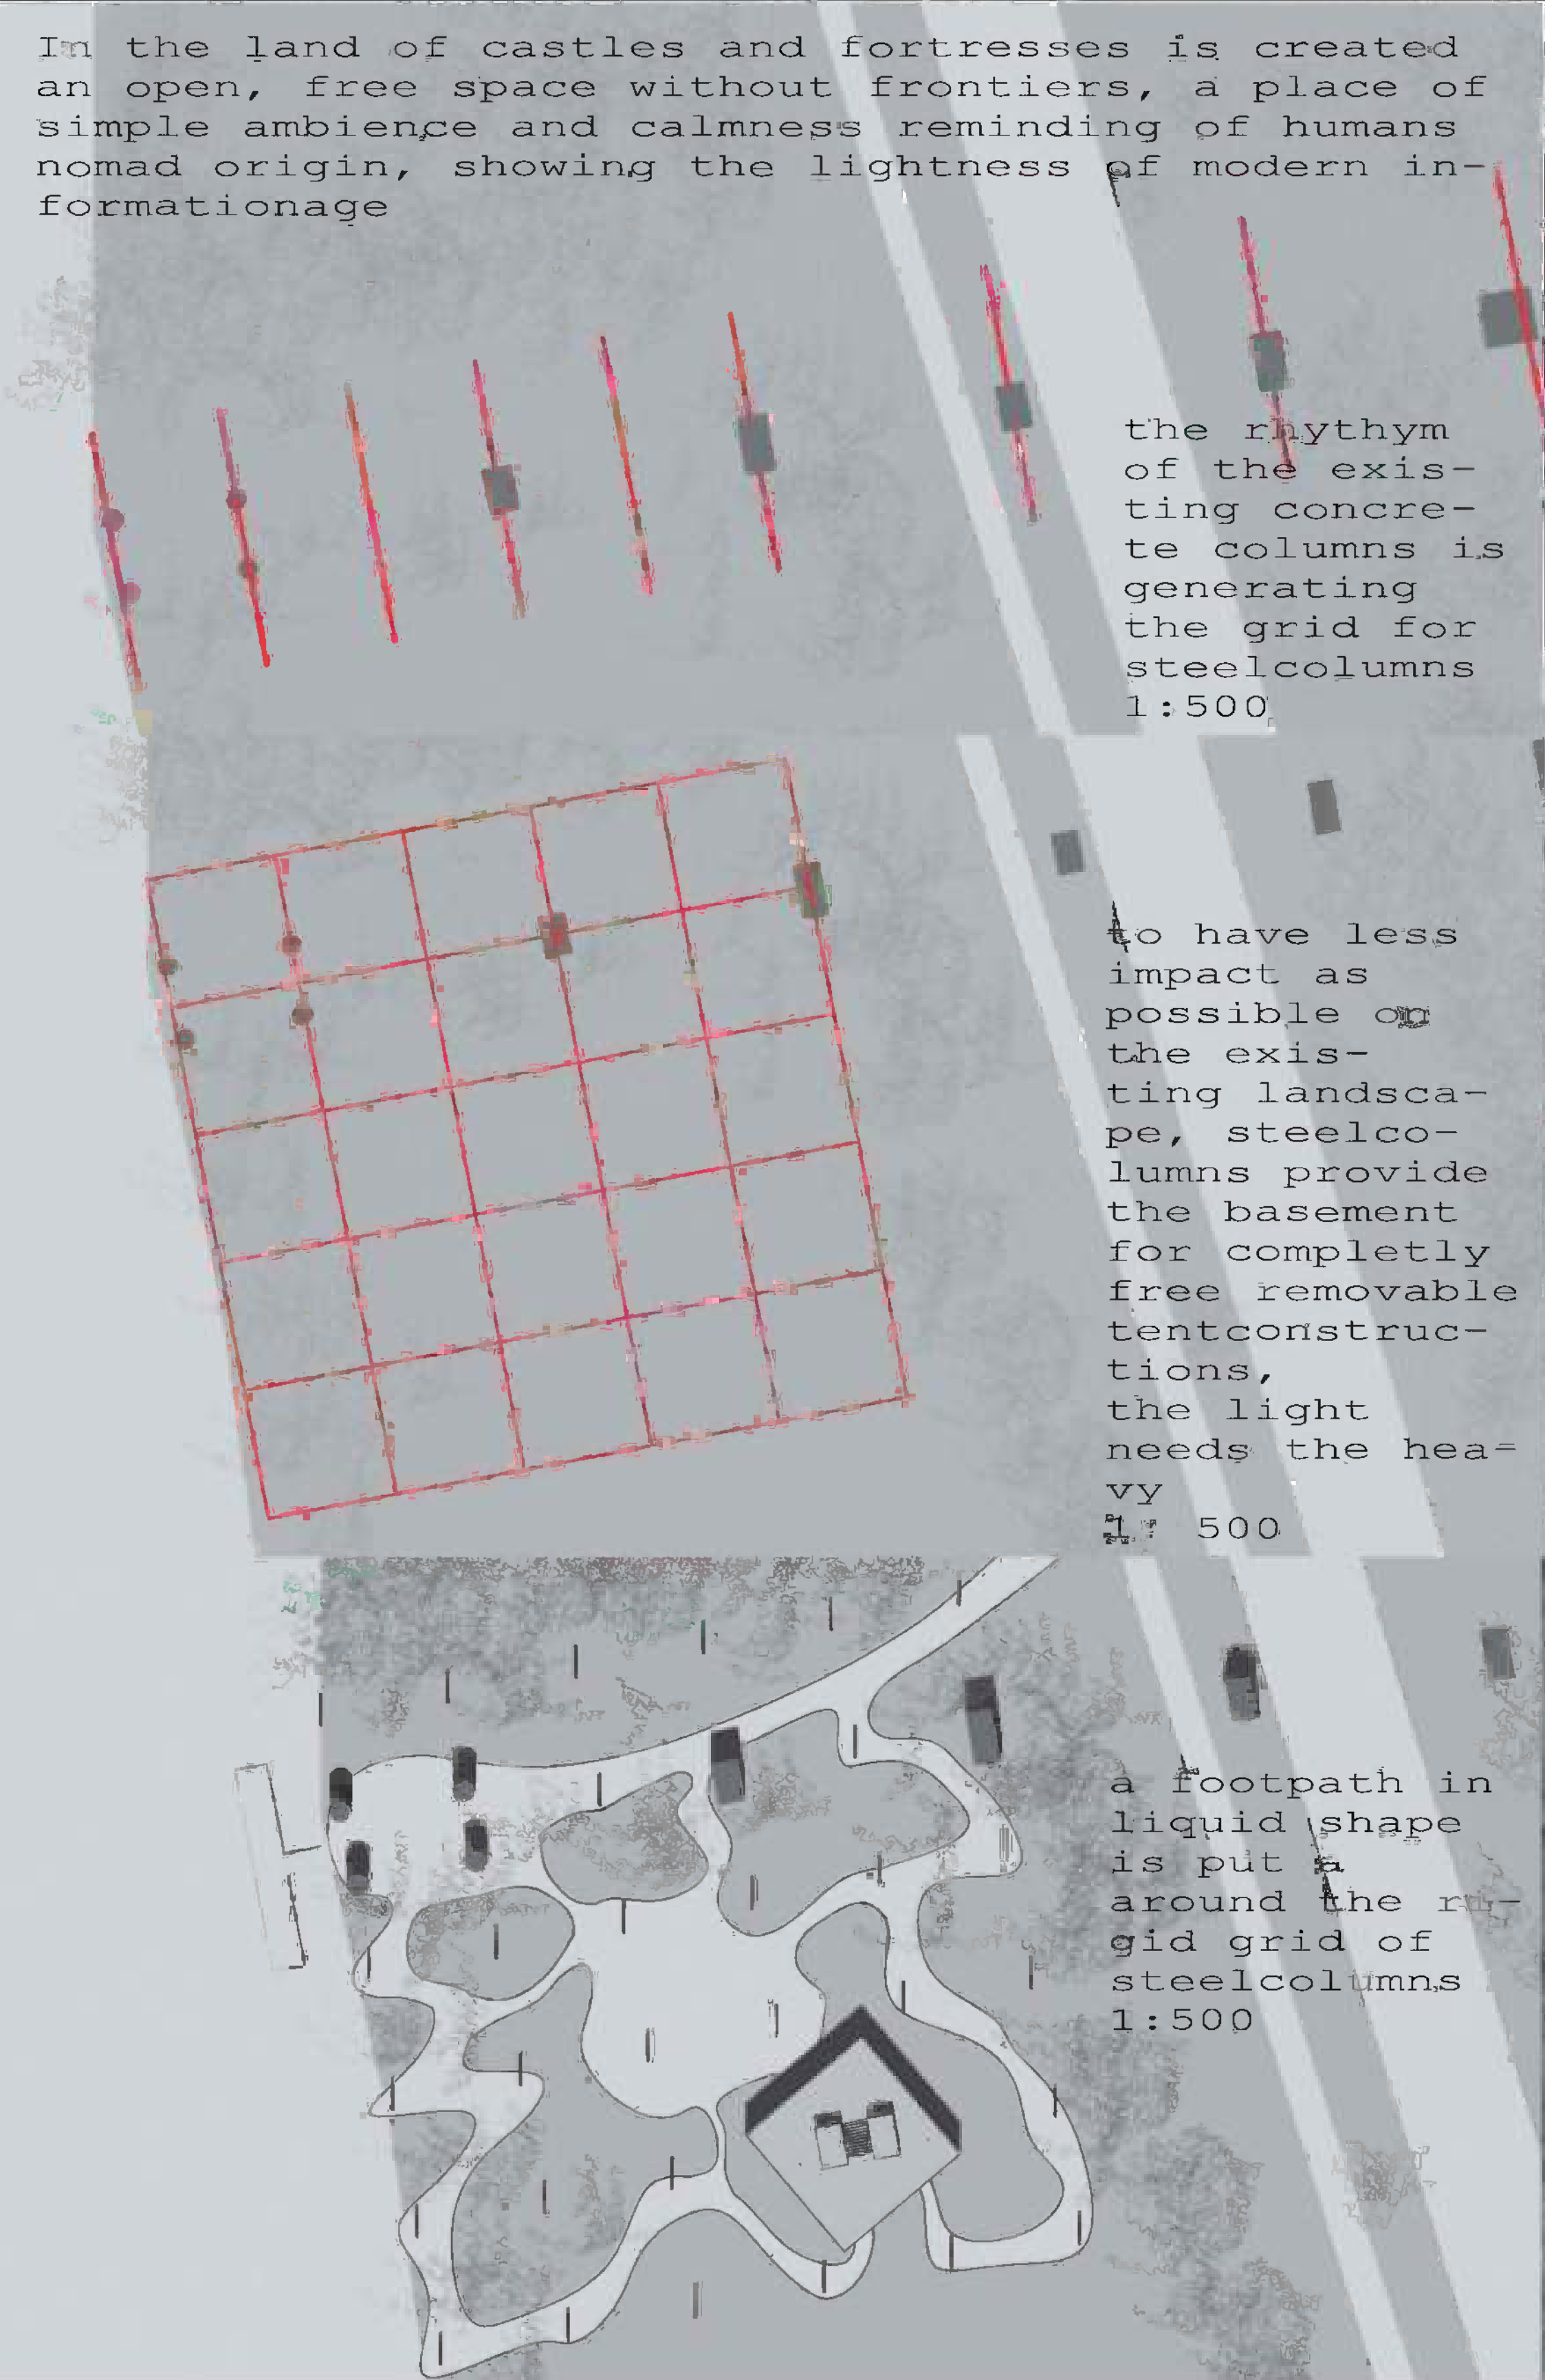 In the land of castles and fortresses is created
an open, free space without frontiers, a place of
simple ambience and calmness reminding of humans
nomad origin, showing the lightness of modern in-
formationage
the rhythym
of the exis-
ting concre-
te columns is
generating
the grid for
steelcolumns
1:500
to have less
impact as
possible on
the exis-
ting landsca-
pe, steelco-
lumns provide
the basement
for completly
free removable
tentconstruc-
tions,
the light
needs the hea-
vy
1: 500
a footpath in
liquid shape
is put a
around the ri-
gid grid of
steelcolumns
1:500